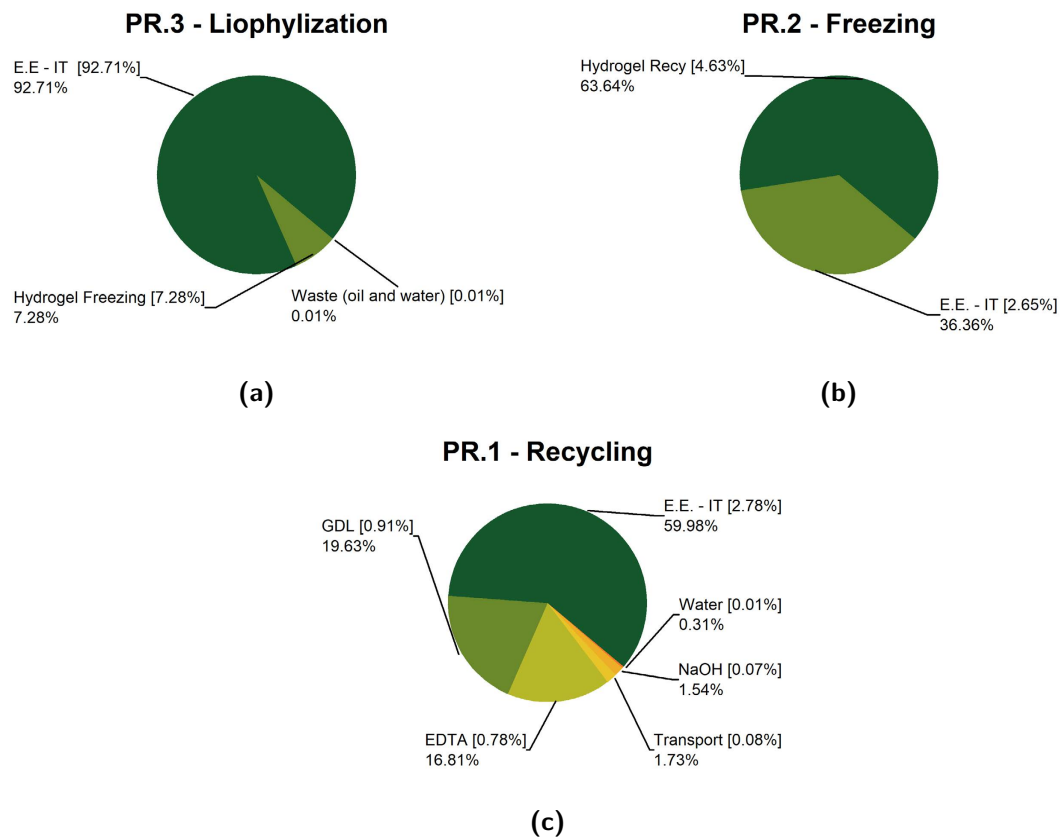 PR.3 - Liophylization
E.E - IT  [92.71%]
92.71%
Hydrogel Freezing [7.28%]
7.28%
Waste (oil and water) [0.01%]
0.01%
(a)
PR.2 - Freezing
Hydrogel Recy [4.63%]
63.64%
E.E. - IT [2.65%]
36.36%
(b)
PR.1 - Recycling
E.E. - IT [2.78%]
59.98%
GDL [0.91%]
19.63%
Water [0.01%]
0.31%
NaOH [0.07%]
1.54%
EDTA [0.78%]
16.81%
Transport [0.08%]
1.73%
(c)